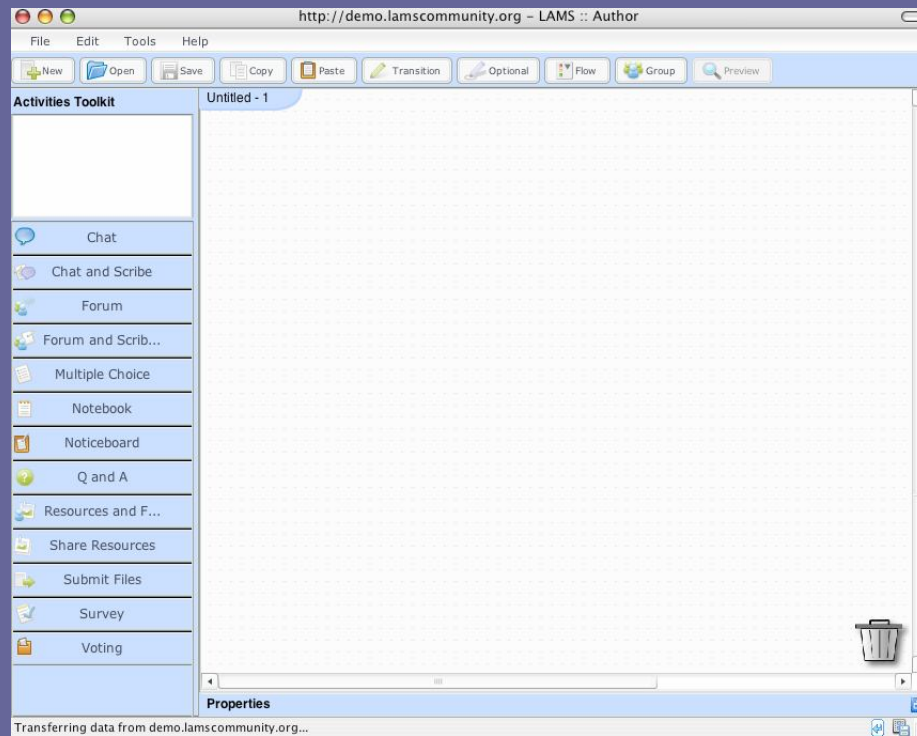 http://demo.lamscommunity.org – LAMS :: Author
File Edit Tools Help
New Open Save Copy Paste Transition Optional Flow Group Preview
Activities Toolkit
Untitled - 1
Chat
Chat and Scribe
Forum
Forum and Scrib...
Multiple Choice
Notebook
Noticeboard
Q and A
Resources and F...
Share Resources
Submit Files
Survey
Voting
Properties
Transferring data from demo.lamscommunity.org...